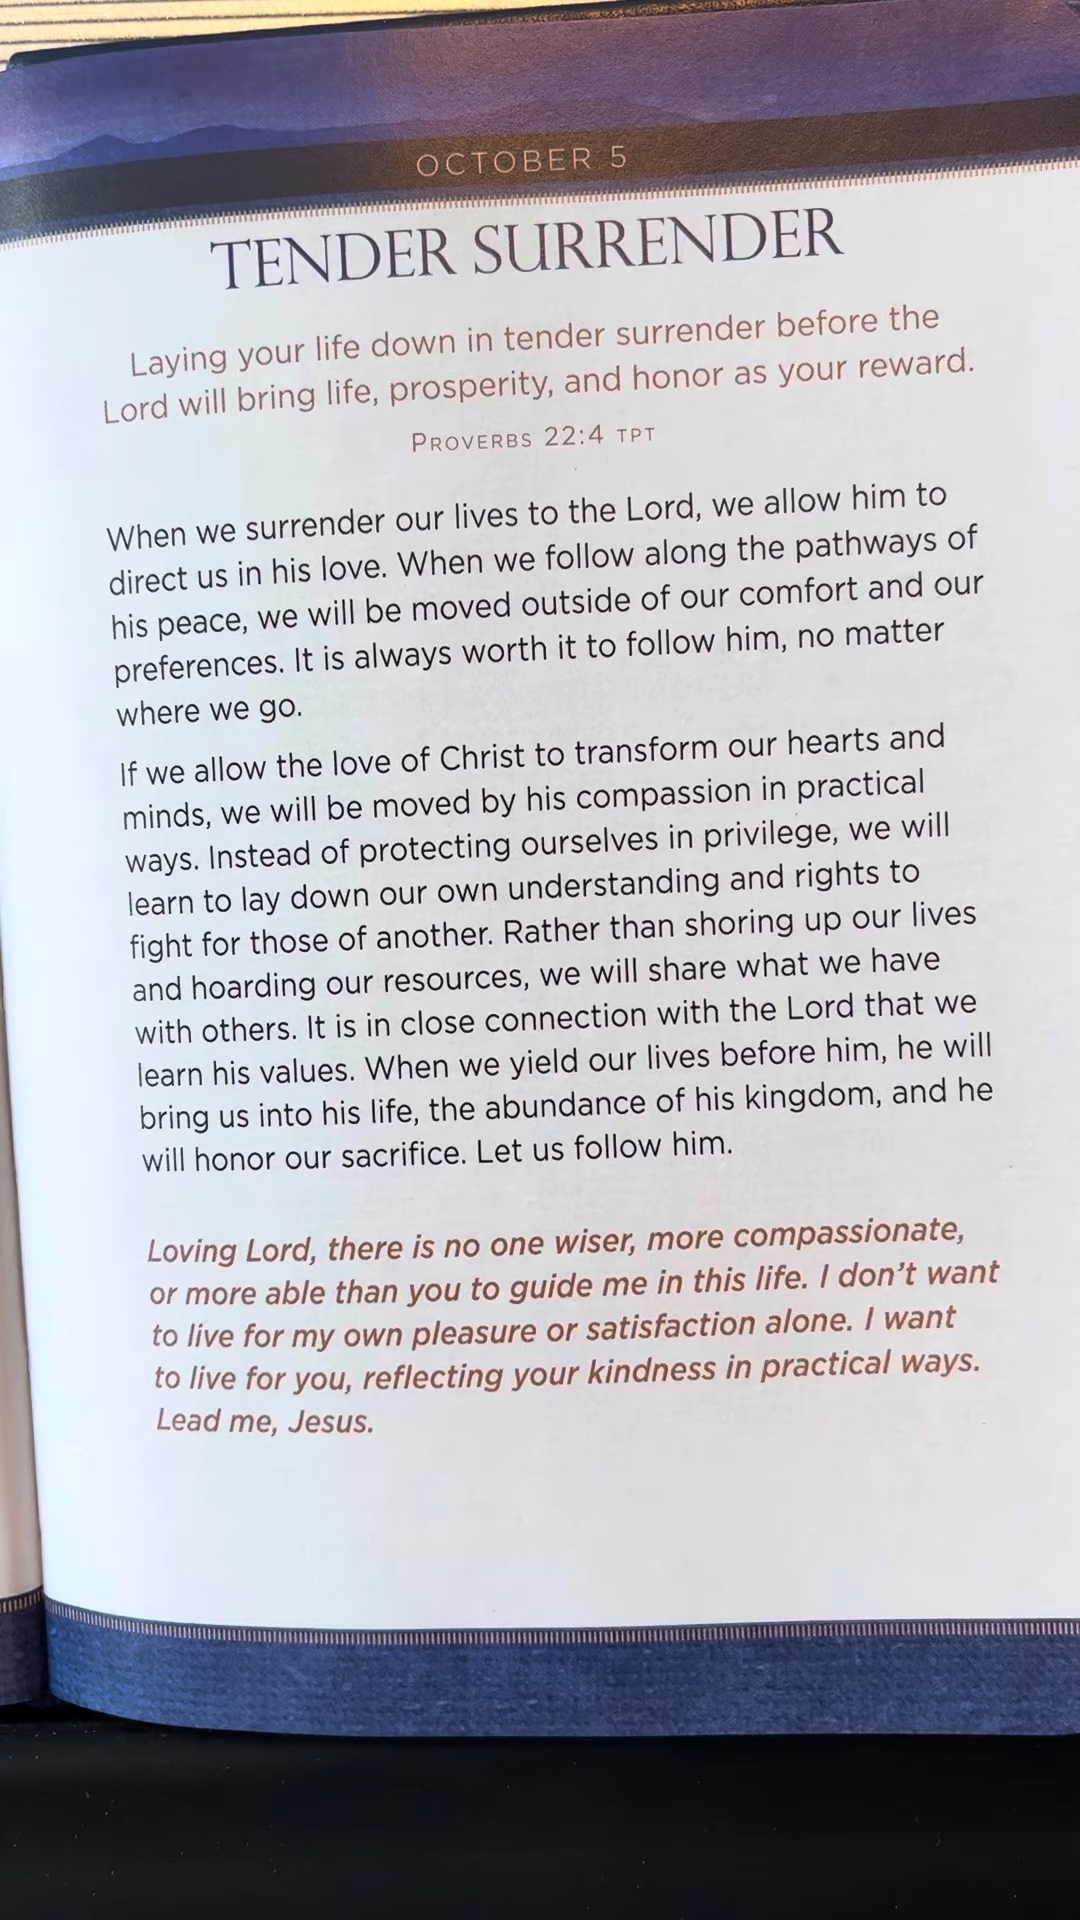 OCTOBER 5
TENDER SURRENDER
Laying your life down in tender surrender before the
Lord will bring life, prosperity, and honor as your reward.
PROVERBS 22:4 TPT
When we surrender our lives to the Lord, we allow him to
direct us in his love. When we follow along the pathways of
his peace, we will be moved outside of our comfort and our
preferences. It is always worth it to follow him, no matter
where we go.
If we allow the love of Christ to transform our hearts and
minds, we will be moved by his compassion in practical
ways. Instead of protecting ourselves in privilege, we will
learn to lay down our own understanding and rights to
fight for those of another. Rather than shoring up our lives
and hoarding our resources, we will share what we have
with others. It is in close connection with the Lord that we
learn his values. When we yield our lives before him, he will
bring us into his life, the abundance of his kingdom, and he
will honor our sacrifice. Let us follow him.
Loving Lord, there is no one wiser, more compassionate,
or more able than you to guide me in this life. I don’t want
to live for my own pleasure or satisfaction alone. I want
to live for you, reflecting your kindness in practical ways.
Lead me, Jesus.